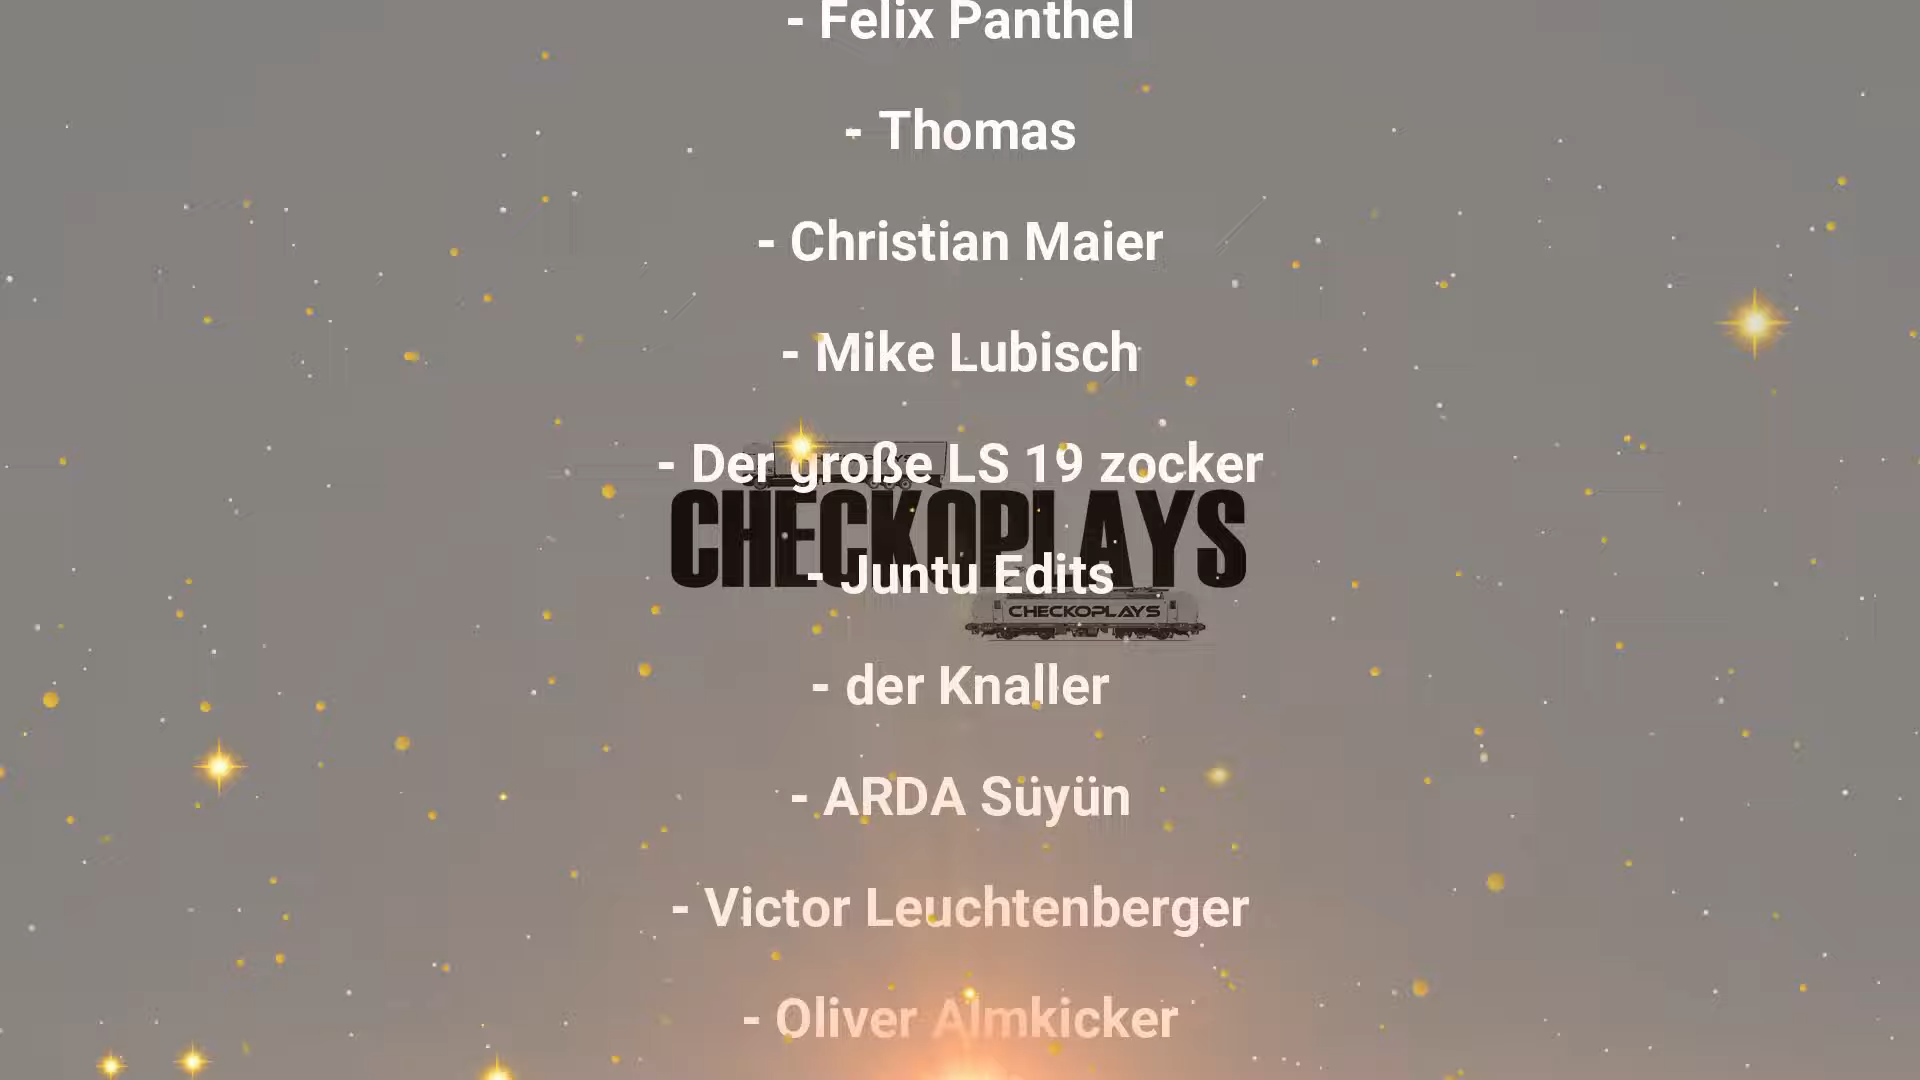 - Felix Panthel
- Thomas
- Christian Maier
- Mike Lubisch
- Der große LS 19 zocker
CHECKOPLAYS
- Juntu Edits
CHECKOPLAYS
- der Knaller
- ARDA Süyün
- Victor Leuchtenberger
- Oliver Almkicker